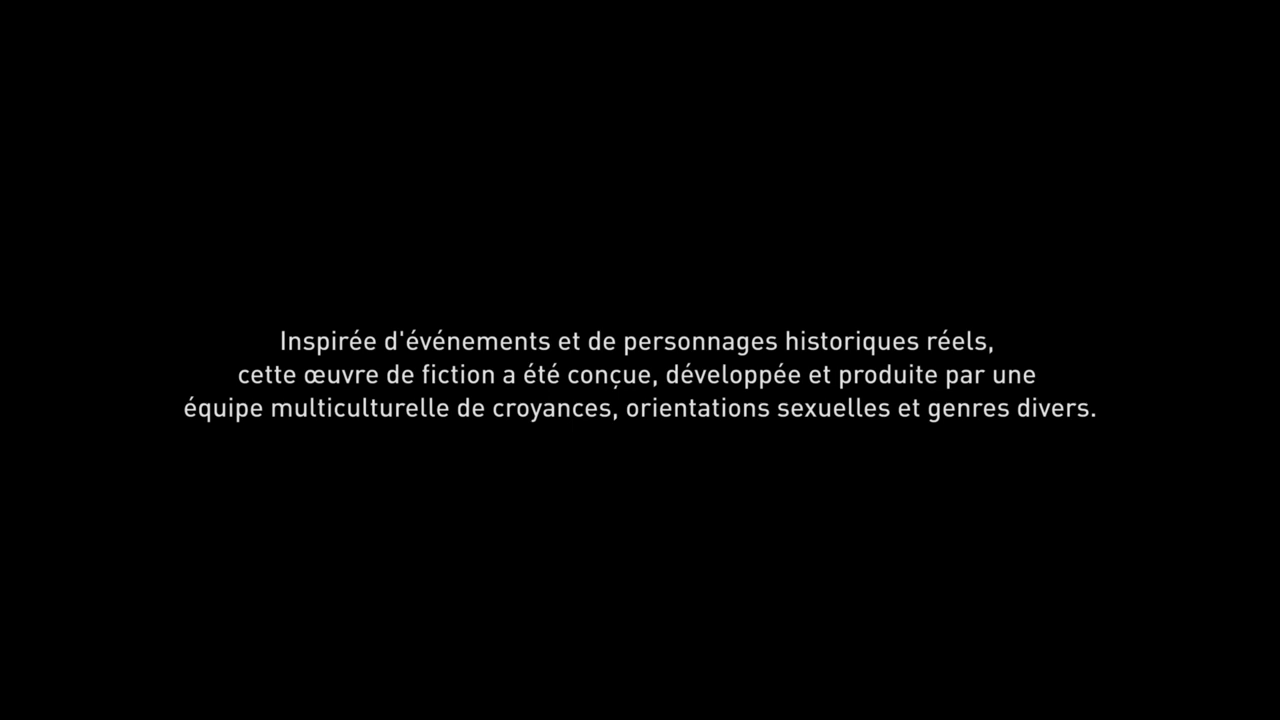 Inspirée d'événements et de personnages historiques réels,
cette œuvre de fiction a été conçue, développée et produite par une
équipe multiculturelle de croyances, orientations sexuelles et genres divers.